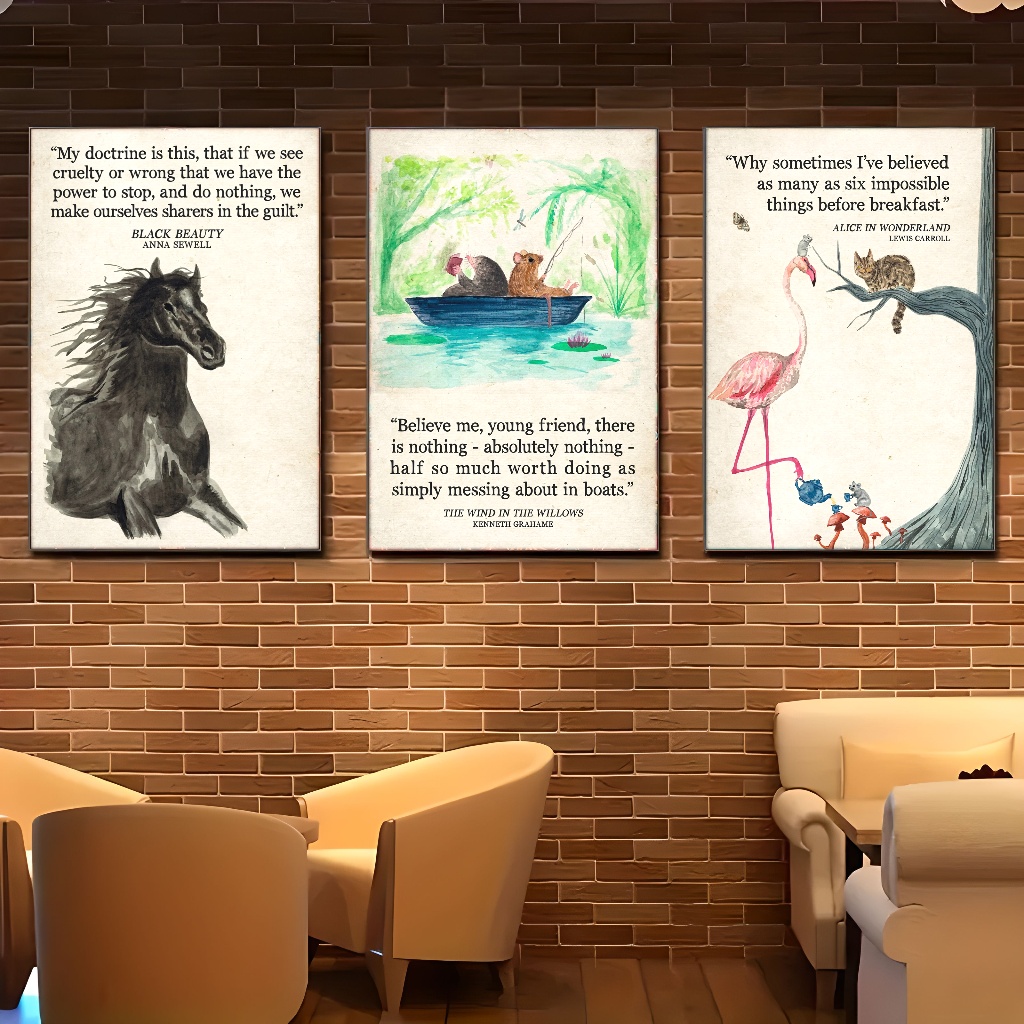 “My doctrine is this, that if we see
cruelty or wrong that we have the
power to stop, and do nothing, we
make ourselves sharers in the guilt.”
BLACK BEAUTY
ANNA SEWELL
“Believe me, young friend, there
is nothing - absolutely nothing -
half so much worth doing as
simply messing about in boats.”
THE WIND IN THE WILLOWS
KENNETH GRAHAME
“Why sometimes I’ve believed
as many as six impossible
things before breakfast.”
ALICE IN WONDERLAND
LEWIS CARROLL